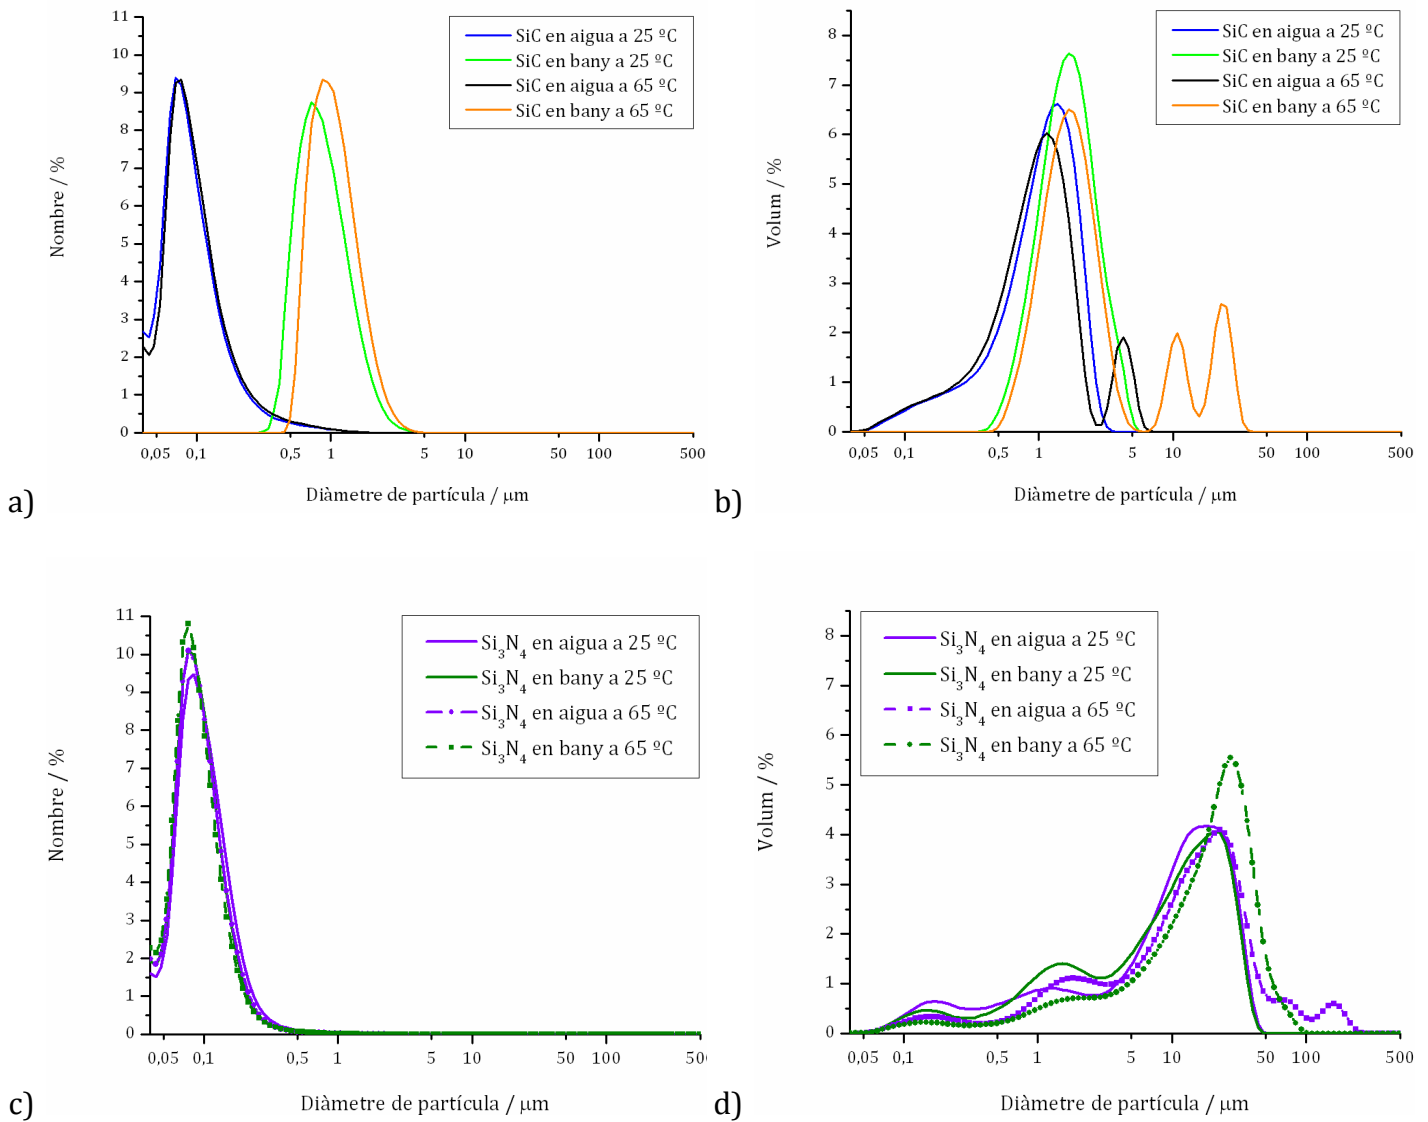 11
10
9
8
7
6
5
4
3
2
1
0
Nombre / %
SiC en aigua a 25 ºC
SiC en bany a 25 ºC
SiC en aigua a 65 ºC
SiC en bany a 65 ºC
0,05 0,1 0,5 1 5 10 50 100 500
Diàmetre de partícula / μm
a)
8
7
6
5
4
3
2
1
0
Volum / %
SiC en aigua a 25 ºC
SiC en bany a 25 ºC
SiC en aigua a 65 ºC
SiC en bany a 65 ºC
0,05 0,1 0,5 1 5 10 50 100 500
Diàmetre de partícula / μm
b)
11
10
9
8
7
6
5
4
3
2
1
0
Nombre / %
Si3N4 en aigua a 25 ºC
Si3N4 en bany a 25 ºC
Si3N4 en aigua a 65 ºC
Si3N4 en bany a 65 ºC
0,05 0,1 0,5 1 5 10 50 100 50
Diàmetre de partícula / μm
c)
8
7
6
5
4
3
2
1
0
Volum / %
Si3N4 en aigua a 25 ºC
Si3N4 en bany a 25 ºC
Si3N4 en aigua a 65 ºC
Si3N4 en bany a 65 ºC
0,05 0,1 0,5 1 5 10 50 100 500
Diàmetre de partícula / μm
d)